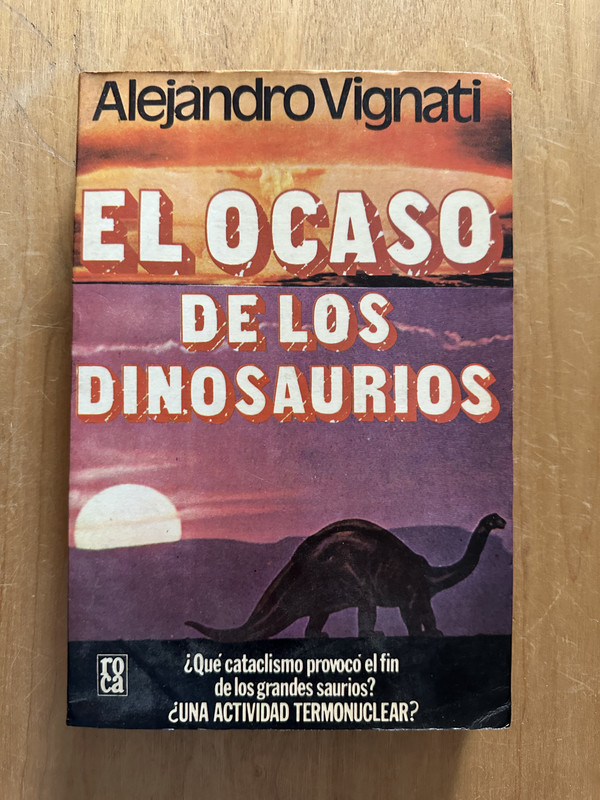 Alejandro Vignati
EL OCASO
DE LOS
DINOSAURIOS
¿Qué cataclismo provocó el fin
de los grandes saurios?
¿UNA ACTIVIDAD TERMONUCLEAR?
ro
ca